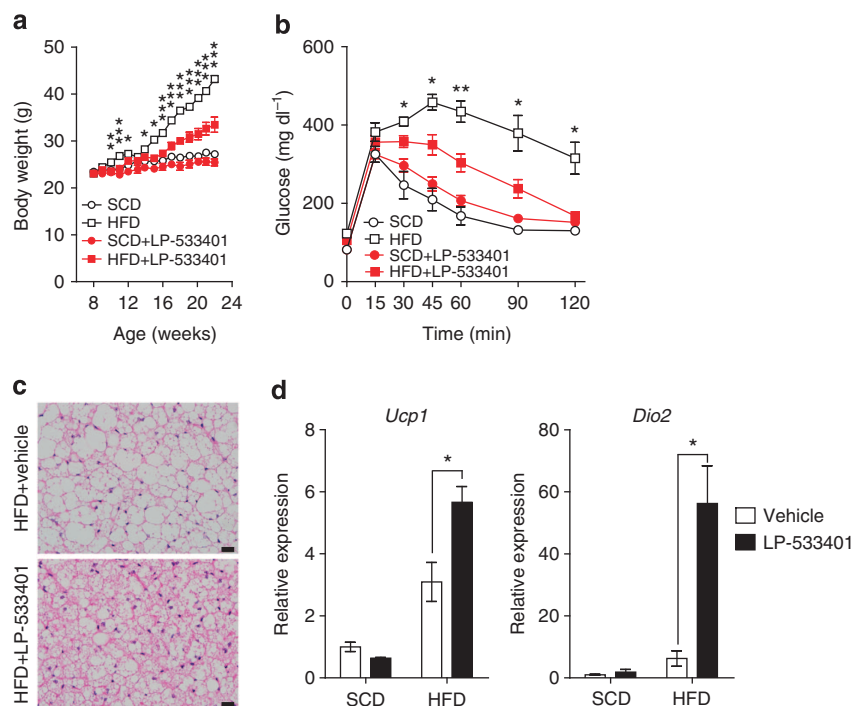 a
Body weight (g)
50
40
30
20
10
0
***
***
*
*
*
***
***
***
***
***
***
SCD
HFD
SCD+LP-533401
HFD+LP-533401
8 12 16 20 24
Age (weeks)
b
Glucose (mg dl−1)
600
400
200
0
*
*
**
*
*
SCD
HFD
SCD+LP-533401
HFD+LP-533401
0 15 30 45 60 90 120
Time (min)
c
HFD+vehicle
HFD+LP-533401
d
Ucp1
Relative expression
8
6
4
2
0
*
SCD HFD
Dio2
Relative expression
80
60
40
20
0
*
SCD HFD
Vehicle
LP-533401